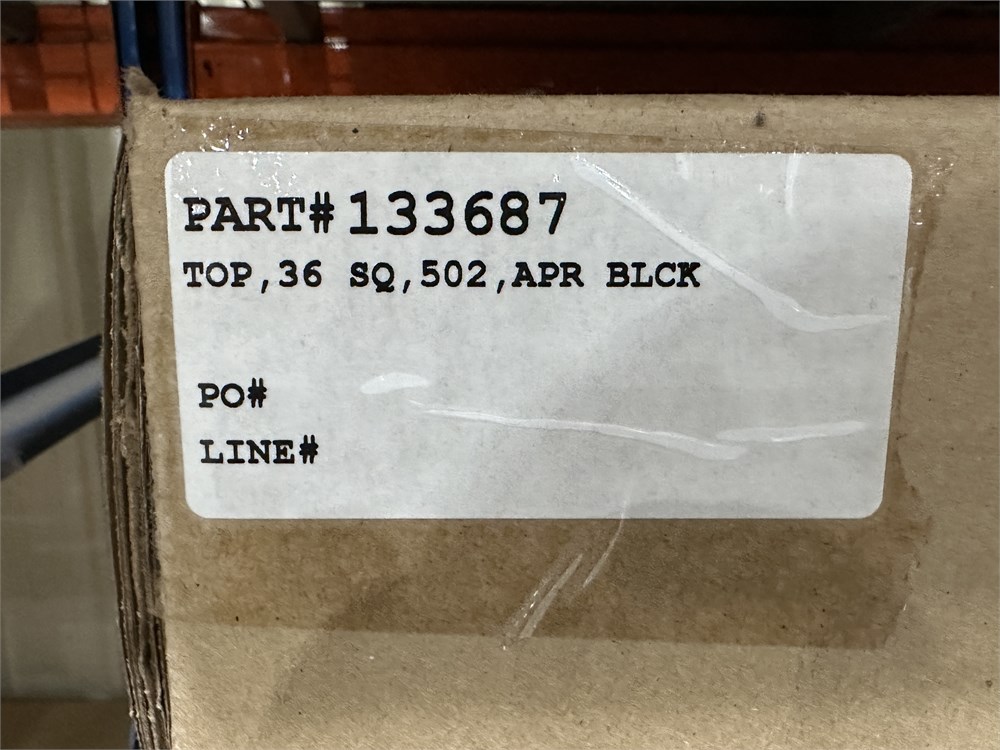 PART# 133687
TOP,36 SQ,502,APR BLCK
PO#
LINE#